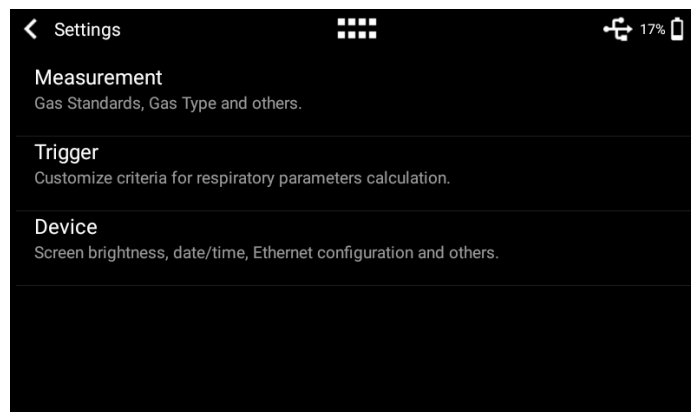 Settings
17%
Measurement
Gas Standards, Gas Type and others.
Trigger
Customize criteria for respiratory parameters calculation.
Device
Screen brightness, date/time, Ethernet configuration and others.